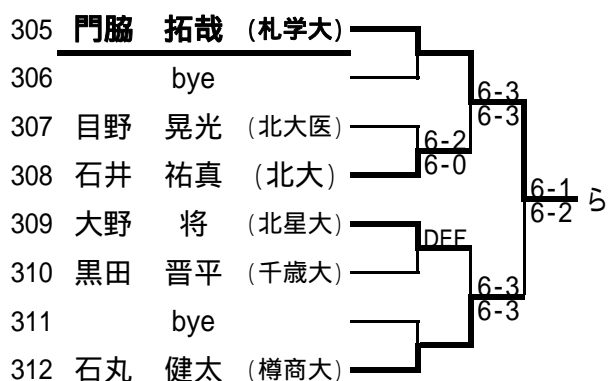 305 門脇 拓哉 (札学大)
306 bye
6-3
6-3
307 目野 晃光 (北大医)
6-2
6-0
308 石井 祐真 (北大)
6-1
6-2
ら
309 大野 将 (北星大)
DEF
310 黒田 晋平 (千歳大)
6-3
6-3
311 bye
312 石丸 健太 (樽商大)